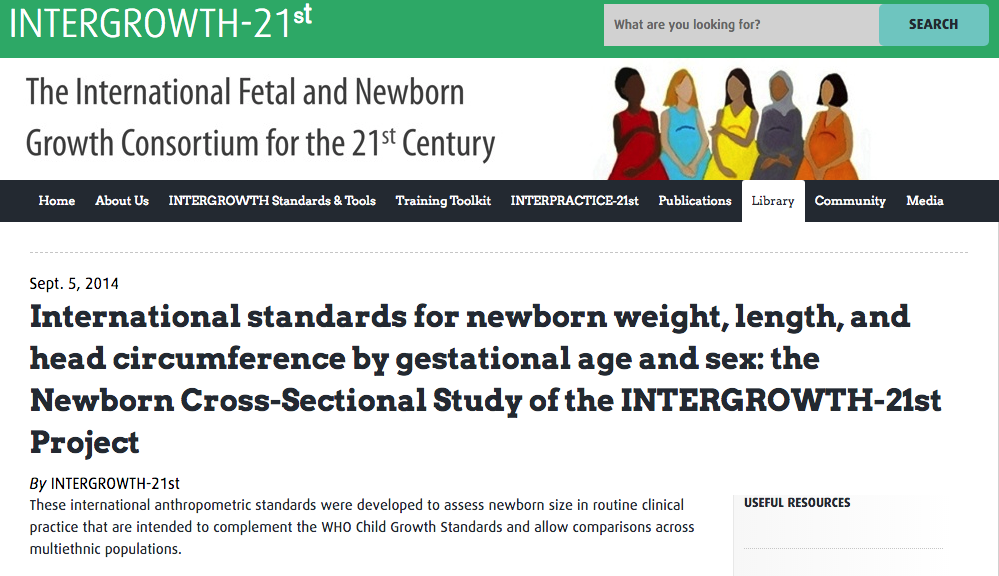 INTERGROWTH-21st
What are you looking for?
SEARCH
The International Fetal and Newborn
Growth Consortium for the 21st Century
Home About Us INTERGROWTH Standards & Tools Training Toolkit INTERPRACTICE-21st Publications Library Community Media
Sept. 5, 2014
International standards for newborn weight, length, and
head circumference by gestational age and sex: the
Newborn Cross-Sectional Study of the INTERGROWTH-21st
Project
By INTERGROWTH-21st
These international anthropometric standards were developed to assess newborn size in routine clinical
practice that are intended to complement the WHO Child Growth Standards and allow comparisons across
multiethnic populations.
USEFUL RESOURCES